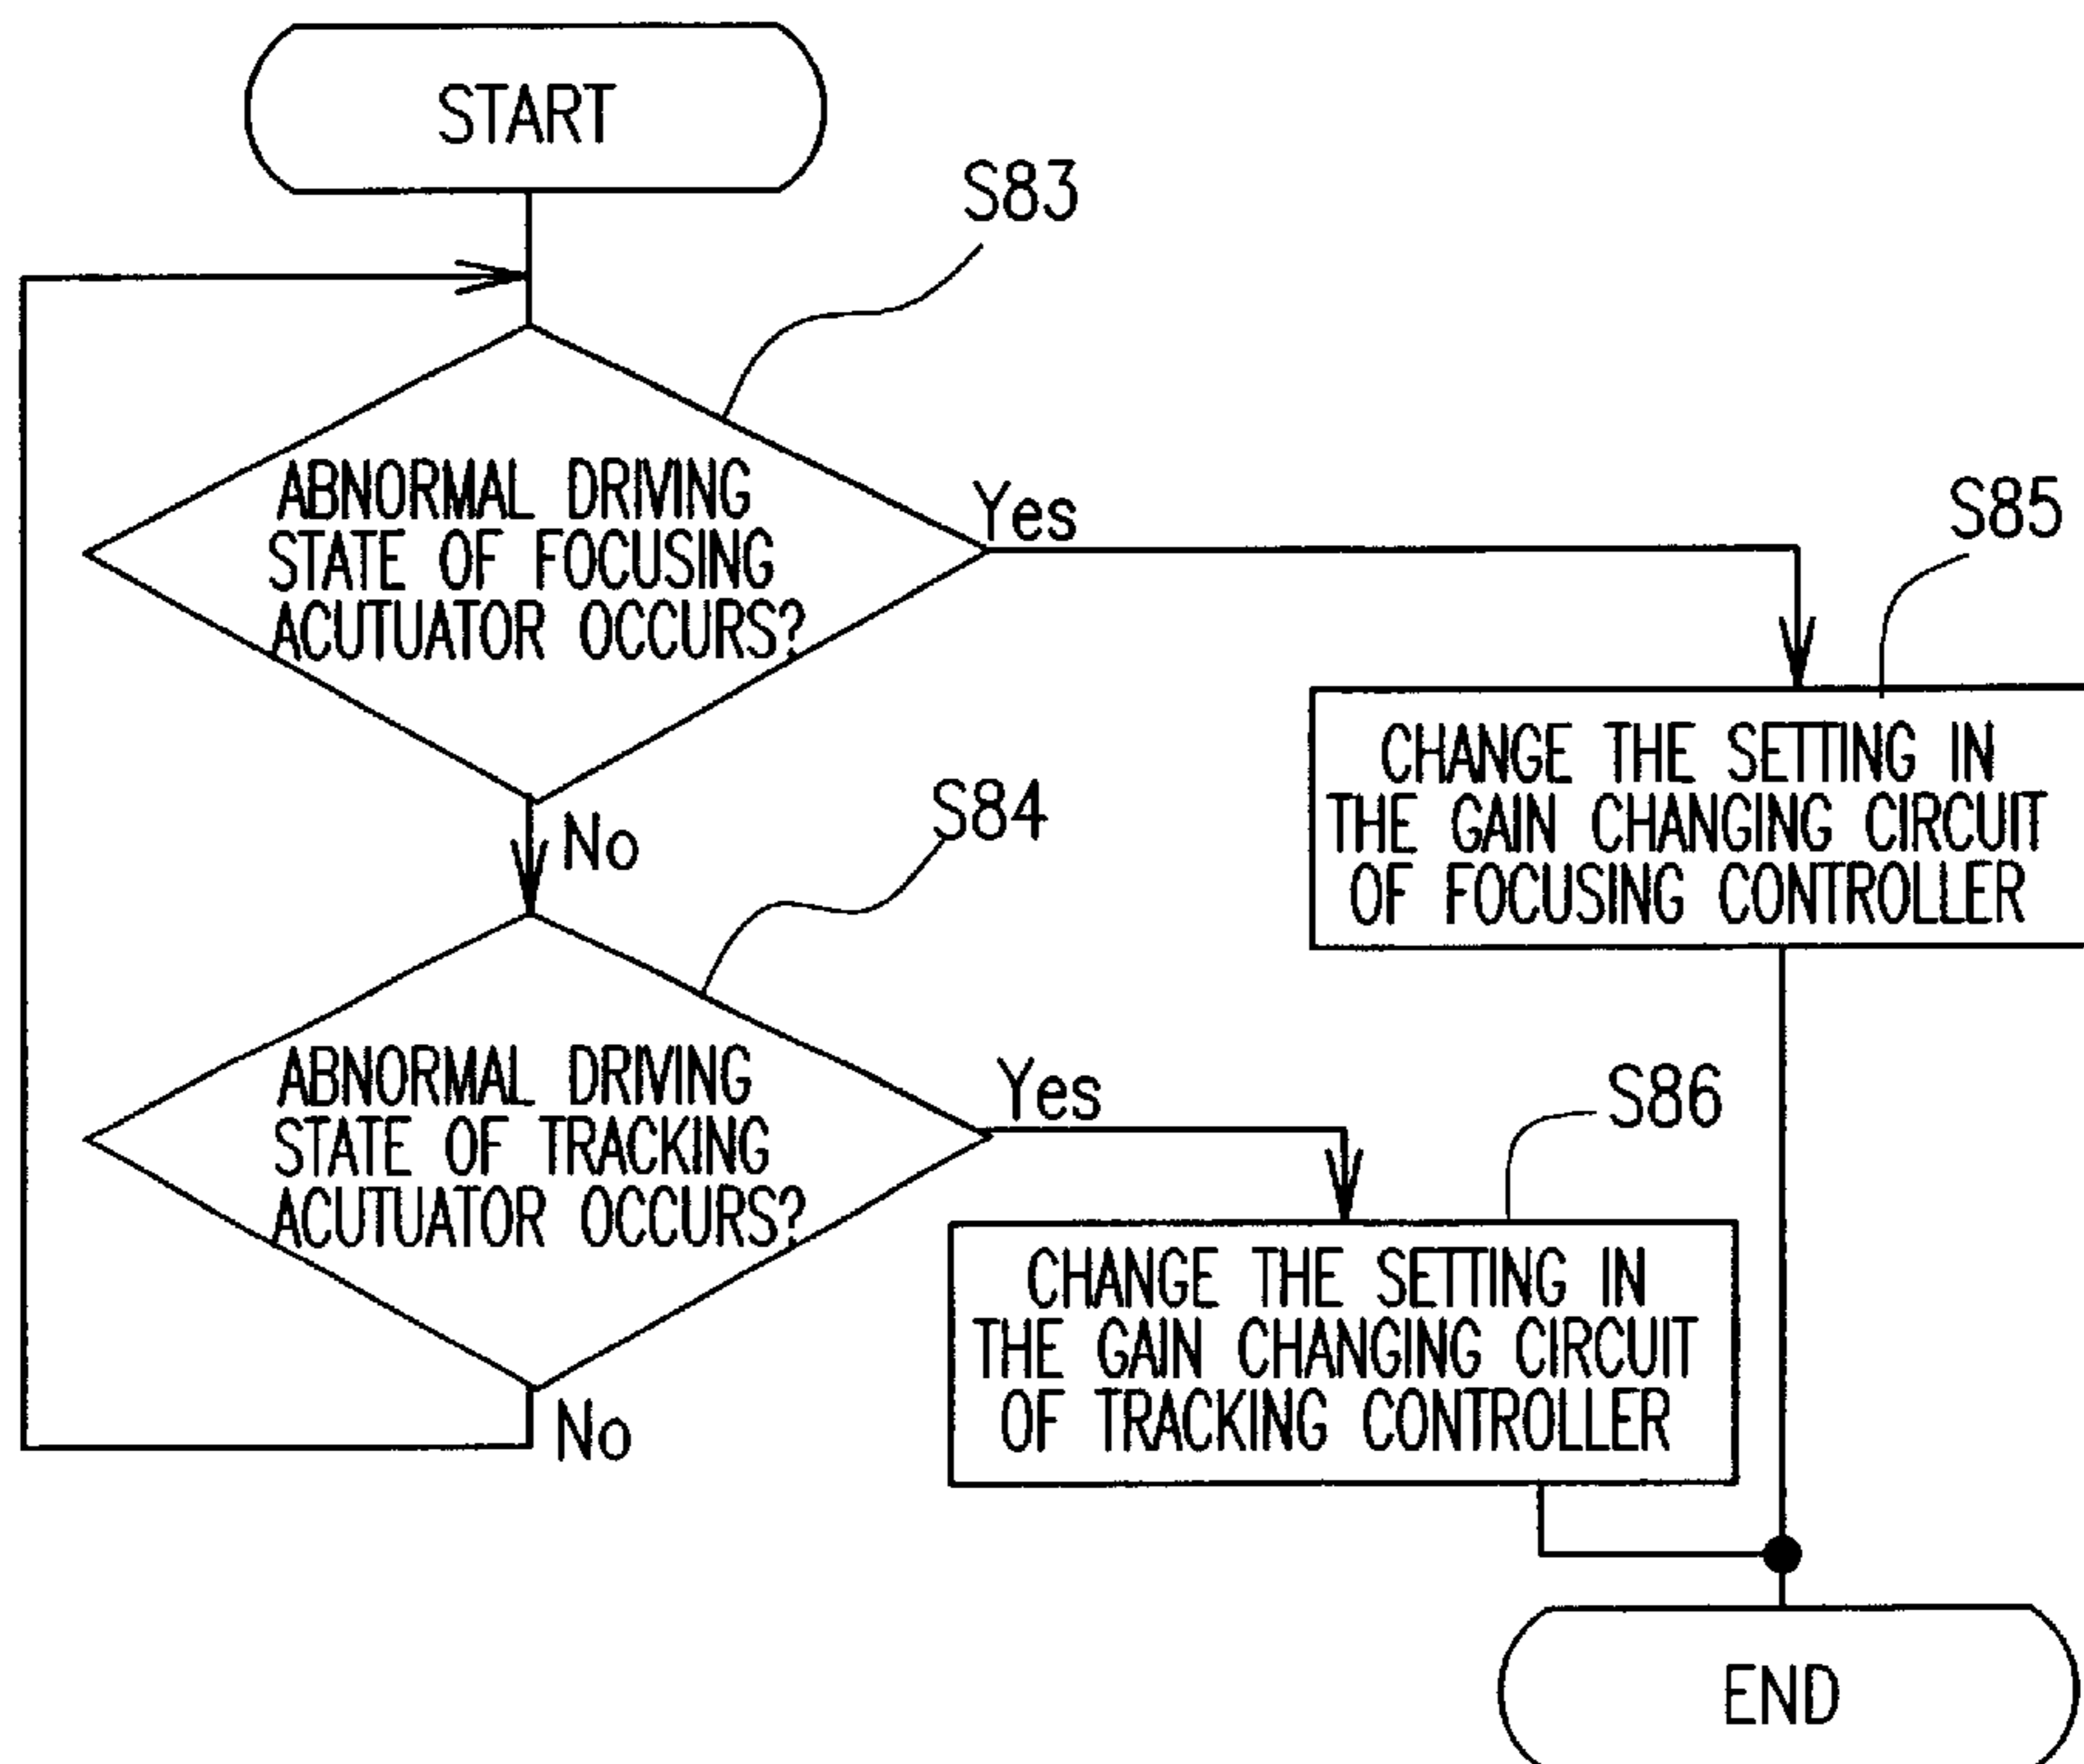 START
S83
ABNORMAL DRIVING
STATE OF FOCUSING
ACUTUATOR OCCURS?
Yes
S85
CHANGE THE SETTING IN
THE GAIN CHANGING CIRCUIT
OF FOCUSING CONTROLLER
No
S84
ABNORMAL DRIVING
STATE OF TRACKING
ACUTUATOR OCCURS?
Yes
S86
CHANGE THE SETTING IN
THE GAIN CHANGING CIRCUIT
OF TRACKING CONTROLLER
No
END